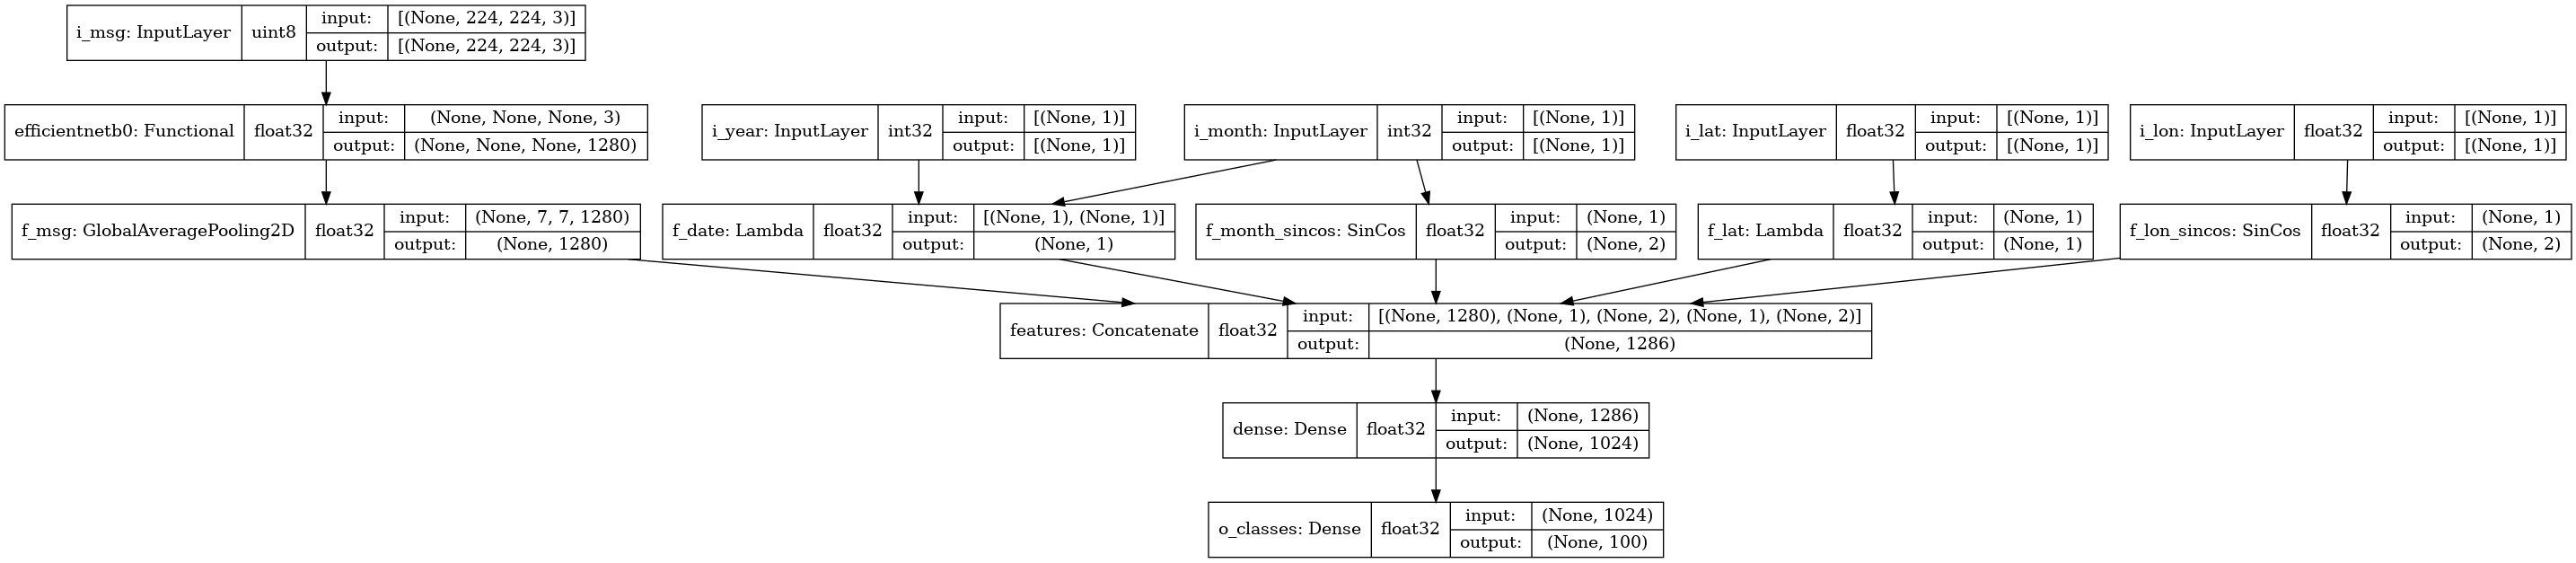 i_msg: InputLayer uint8 input: [(None, 224, 224, 3)]
output: [(None, 224, 224, 3)]
efficientnetb0: Functional float32 input: (None, None, None, 3)
output: (None, None, None, 1280)
i_year: InputLayer int32 input: [(None, 1)]
output: [(None, 1)]
i_month: InputLayer int32 input: [(None, 1)]
output: [(None, 1)]
i_lat: InputLayer float32 input: [(None, 1)]
output: [(None, 1)]
i_lon: InputLayer float32 input: [(None, 1)]
output: [(None, 1)]
f_msg: GlobalAveragePooling2D float32 input: (None, 7, 7, 1280)
output: (None, 1280)
f_date: Lambda float32 input: [(None, 1), (None, 1)]
output: (None, 1)
f_month_sincos: SinCos float32 input: (None, 1)
output: (None, 2)
f_lat: Lambda float32 input: (None, 1)
output: (None, 1)
f_lon_sincos: SinCos float32 input: (None, 1)
output: (None, 2)
features: Concatenate float32 input: [(None, 1280), (None, 1), (None, 2), (None, 1), (None, 2)]
output: (None, 1286)
dense: Dense float32 input: (None, 1286)
output: (None, 1024)
o_classes: Dense float32 input: (None, 1024)
output: (None, 100)